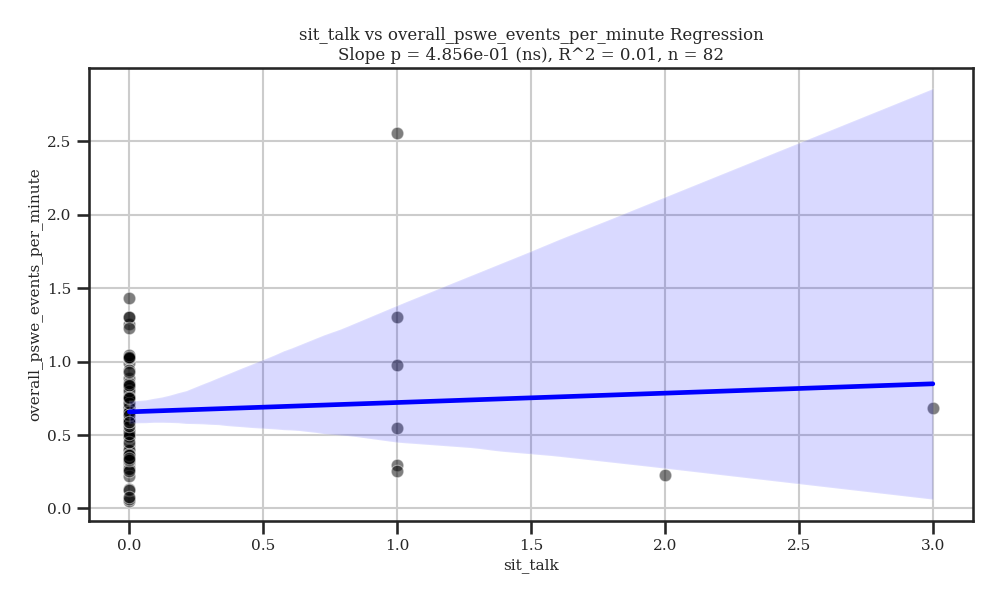 sit_talk vs overall_pswe_events_per_minute Regression
Slope p = 4.856e-01 (ns), R^2 = 0.01, n = 82
overall_pswe_events_per_minute
2.5
2.0
1.5
1.0
0.5
0.0
0.0 0.5 1.0 1.5 2.0 2.5 3.0
sit_talk